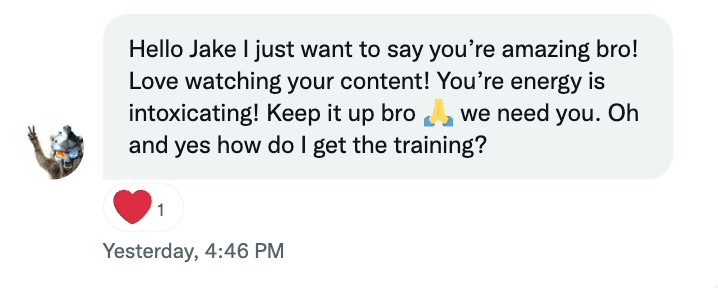 Hello Jake I just want to say you’re amazing bro!
Love watching your content! You’re energy is
intoxicating! Keep it up bro 🙏 we need you. Oh
and yes how do I get the training?
1
Yesterday, 4:46 PM